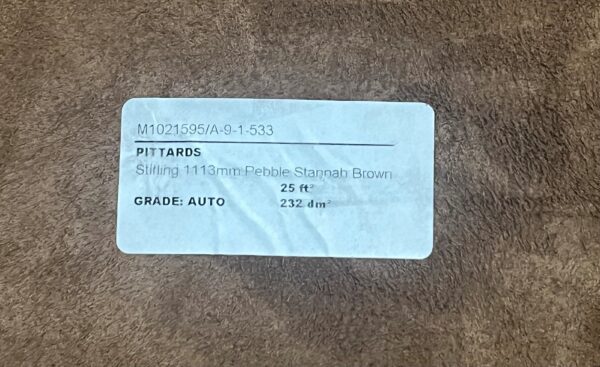 M1021595/A-9-1-533
PITTARDS
Stirling 1113mm Pebble Stannah Brown
25 ft²
GRADE: AUTO 232 dm²